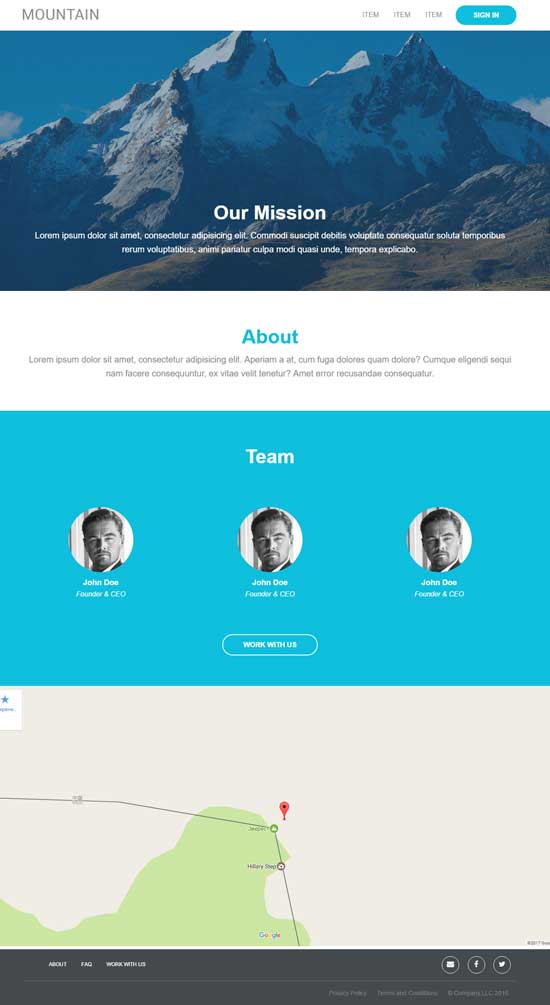 MOUNTAIN
ITEM ITEM ITEM SIGN IN
Our Mission
Lorem ipsum dolor sit amet, consectetur adipisicing elit. Commodi suscipit debitis voluptate consequatur soluta temporibus
rerum voluptatibus, animi pariatur culpa modi quasi unde, tempora explicabo.
About
Lorem ipsum dolor sit amet, consectetur adipisicing elit. Aperiam a at, cum fuga dolores quam dolore? Cumque eligendi sequi
nam facere consequuntur, ex vitae velit tenetur? Amet error recusandae consequatur.
Team
John Doe John Doe John Doe
Founder & CEO Founder & CEO Founder & CEO
WORK WITH US
Hillary Step
Google
©2017
ABOUT FAQ WORK WITH US
Privacy Policy Terms and Conditions © Company LLC 2015